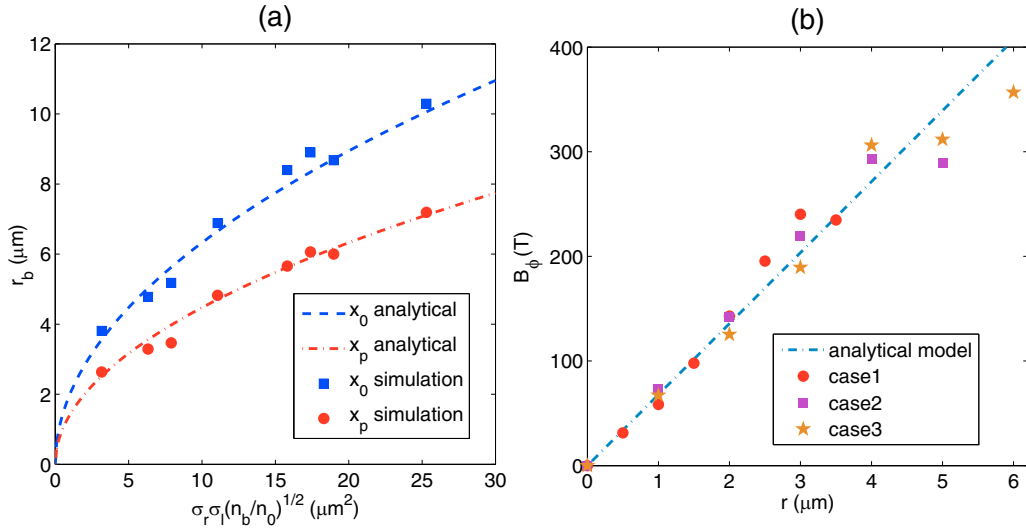 (a)
12
10
8
6
4
2
0
r_b (μm)
0 5 10 15 20 25 30
σ_rσ_l(n_b/n_0)^{1/2} (μm^2)
x_0 analytical
x_p analytical
x_0 simulation
x_p simulation
(b)
400
300
200
100
0
B_ϕ (T)
0 1 2 3 4 5 6
r (μm)
analytical model
case1
case2
case3